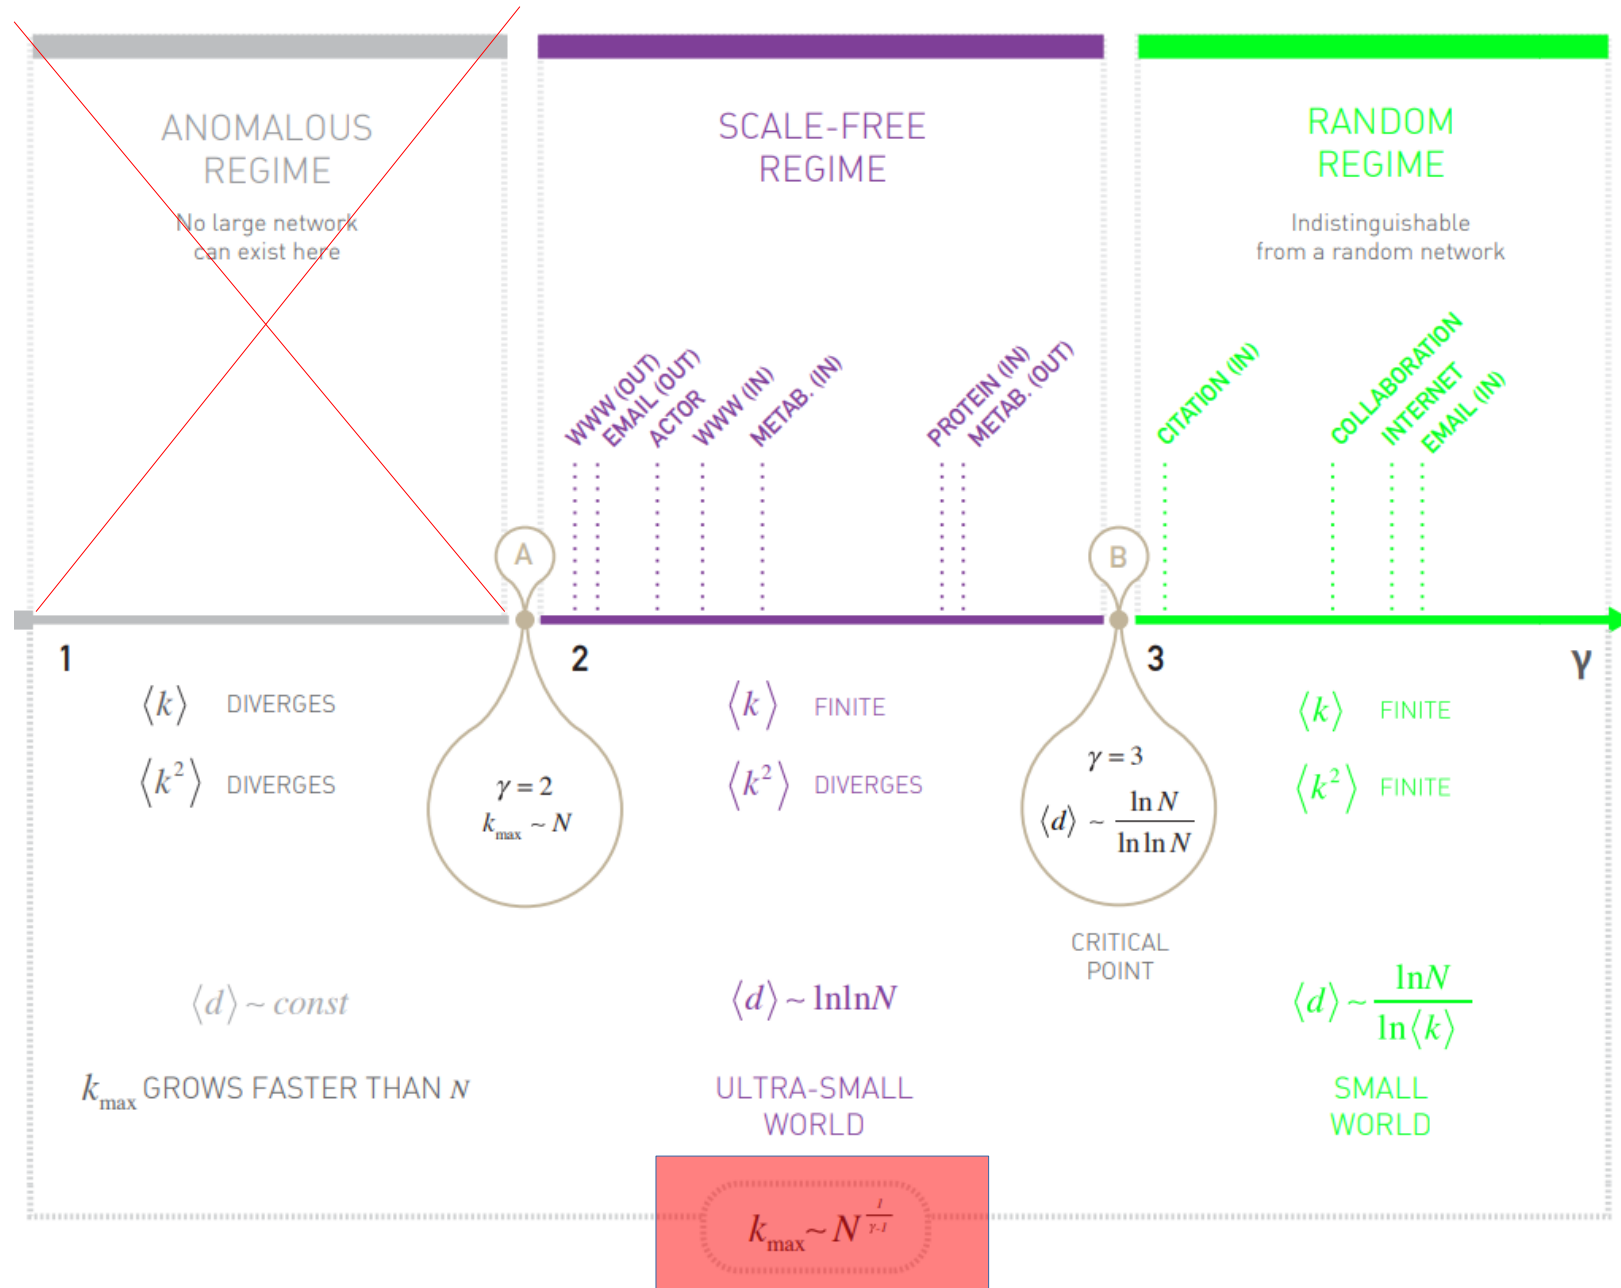 ANOMALOUS
REGIME
No large network
can exist here
SCALE-FREE
REGIME
RANDOM
REGIME
Indistinguishable
from a random network
WWW (OUT)
EMAIL (OUT)
ACTOR
WWW (IN)
METAB. (IN)
PROTEIN (IN)
METAB. (OUT)
CITATION (IN)
COLLABORATION
INTERNET
EMAIL (IN)
A
B
1
2
3
γ
⟨k⟩ DIVERGES
⟨k²⟩ DIVERGES
γ = 2
k_max ~ N
⟨k⟩ FINITE
⟨k²⟩ DIVERGES
γ = 3
⟨d⟩ ~ ln N / ln ln N
CRITICAL
POINT
⟨k⟩ FINITE
⟨k²⟩ FINITE
⟨d⟩ ~ const
k_max GROWS FASTER THAN N
⟨d⟩ ~ lnlnN
ULTRA-SMALL
WORLD
⟨d⟩ ~ lnN / ln⟨k⟩
SMALL
WORLD
k_max ~ N^(1/(γ-1))